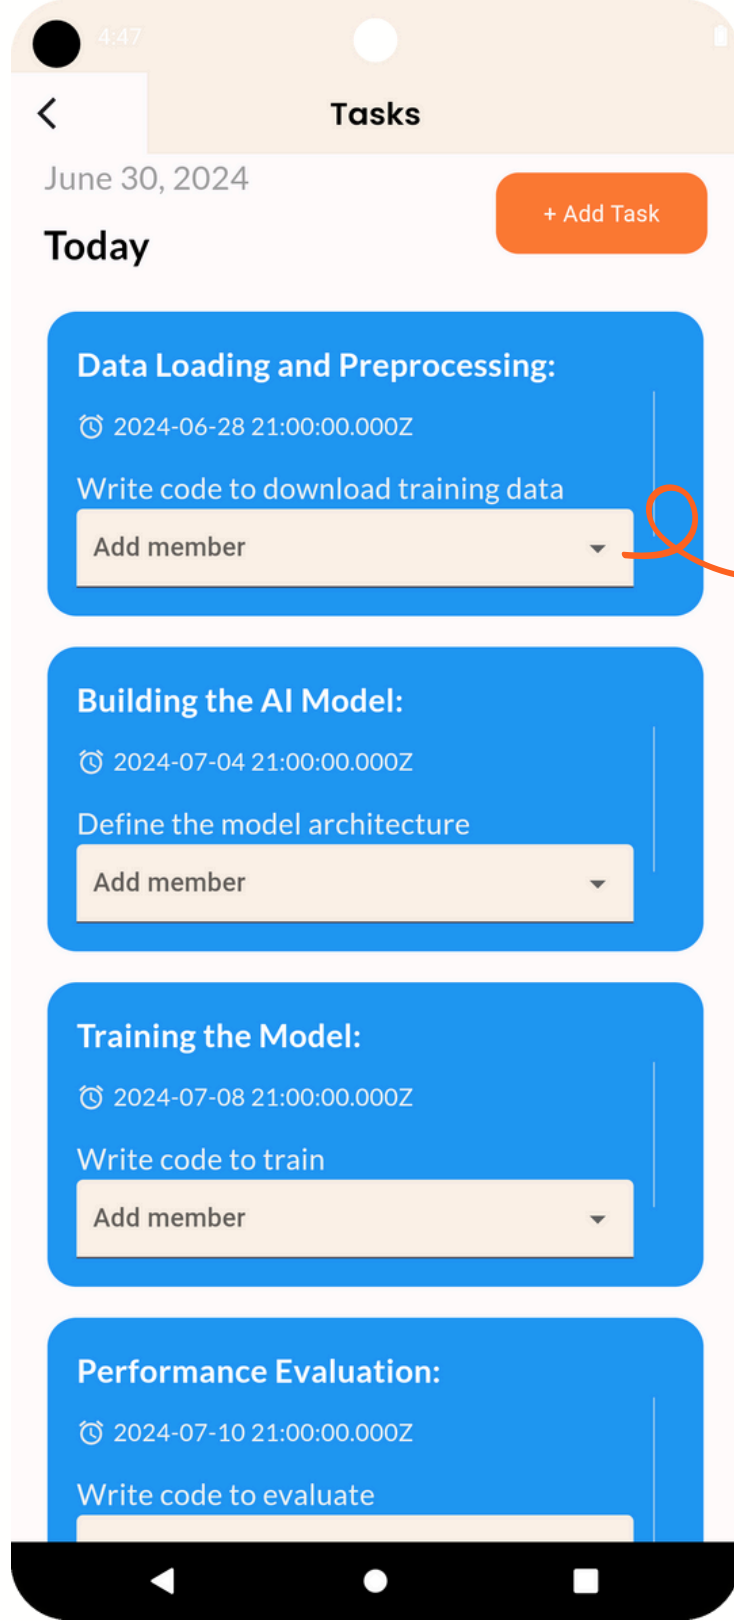 4:47
Tasks
June 30, 2024
+ Add Task
Today
Data Loading and Preprocessing:
2024-06-28 21:00:00.000Z
Write code to download training data
Add member
Building the AI Model:
2024-07-04 21:00:00.000Z
Define the model architecture
Add member
Training the Model:
2024-07-08 21:00:00.000Z
Write code to train
Add member
Performance Evaluation:
2024-07-10 21:00:00.000Z
Write code to evaluate